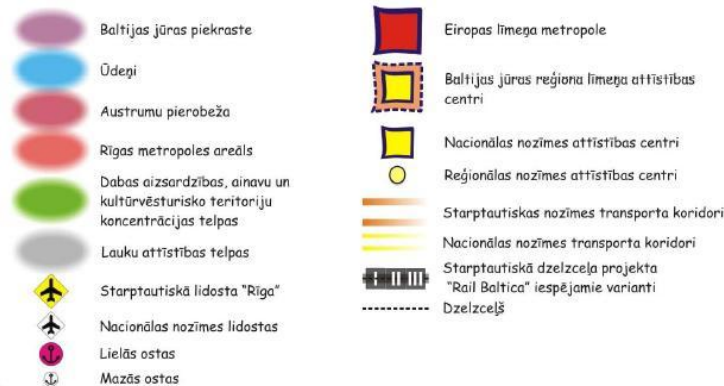 Baltijas jūras piekraste
Ūdeņi
Austrumu pierobeža
Rīgas metropoles areāls
Dabas aizsardzības, ainavu un
kultūrvēsturisko teritoriju
koncentrācijas telpas
Lauku attīstības telpas
Starptautiskā lidosta "Rīga"
Nacionālas nozīmes lidostas
Lielās ostas
Mazās ostas
Eiropas līmeņa metropole
Baltijas jūras reģiona līmeņa attīstības
centri
Nacionālas nozīmes attīstības centri
Reģionālas nozīmes attīstības centri
Starptautiskas nozīmes transporta koridori
Nacionālas nozīmes transporta koridori
I II III
Starptautiskā dzelzceļa projekta
"Rail Baltica" iespējamie varianti
Dzelzceļš